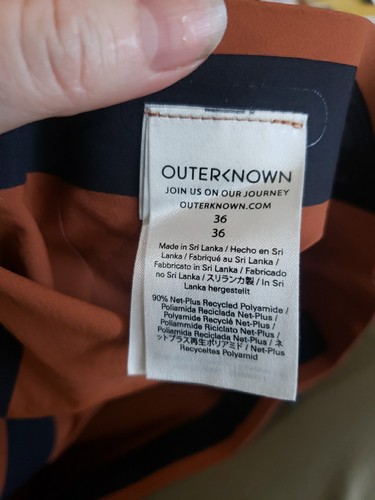 OUTERKNOWN
JOIN US ON OUR JOURNEY
OUTERKNOWN.COM
36
36
Made in Sri Lanka / Hecho en Sri
Lanka / Fabriqué au Sri Lanka /
Fabbricato in Sri Lanka / Fabricado
no Sri Lanka / スリランカ製 / In Sri
Lanka hergestellt
90% Net-Plus Recycled Polyamide /
Poliamida Reciclada Net-Plus /
Polyamide Recyclé Net-Plus /
Poliammide Riciclato Net-Plus /
Poliamida Reciclado Net-Plus / ネ
ットプラス再生ポリアミド / Net-Plus
Recyceltes Polyamid